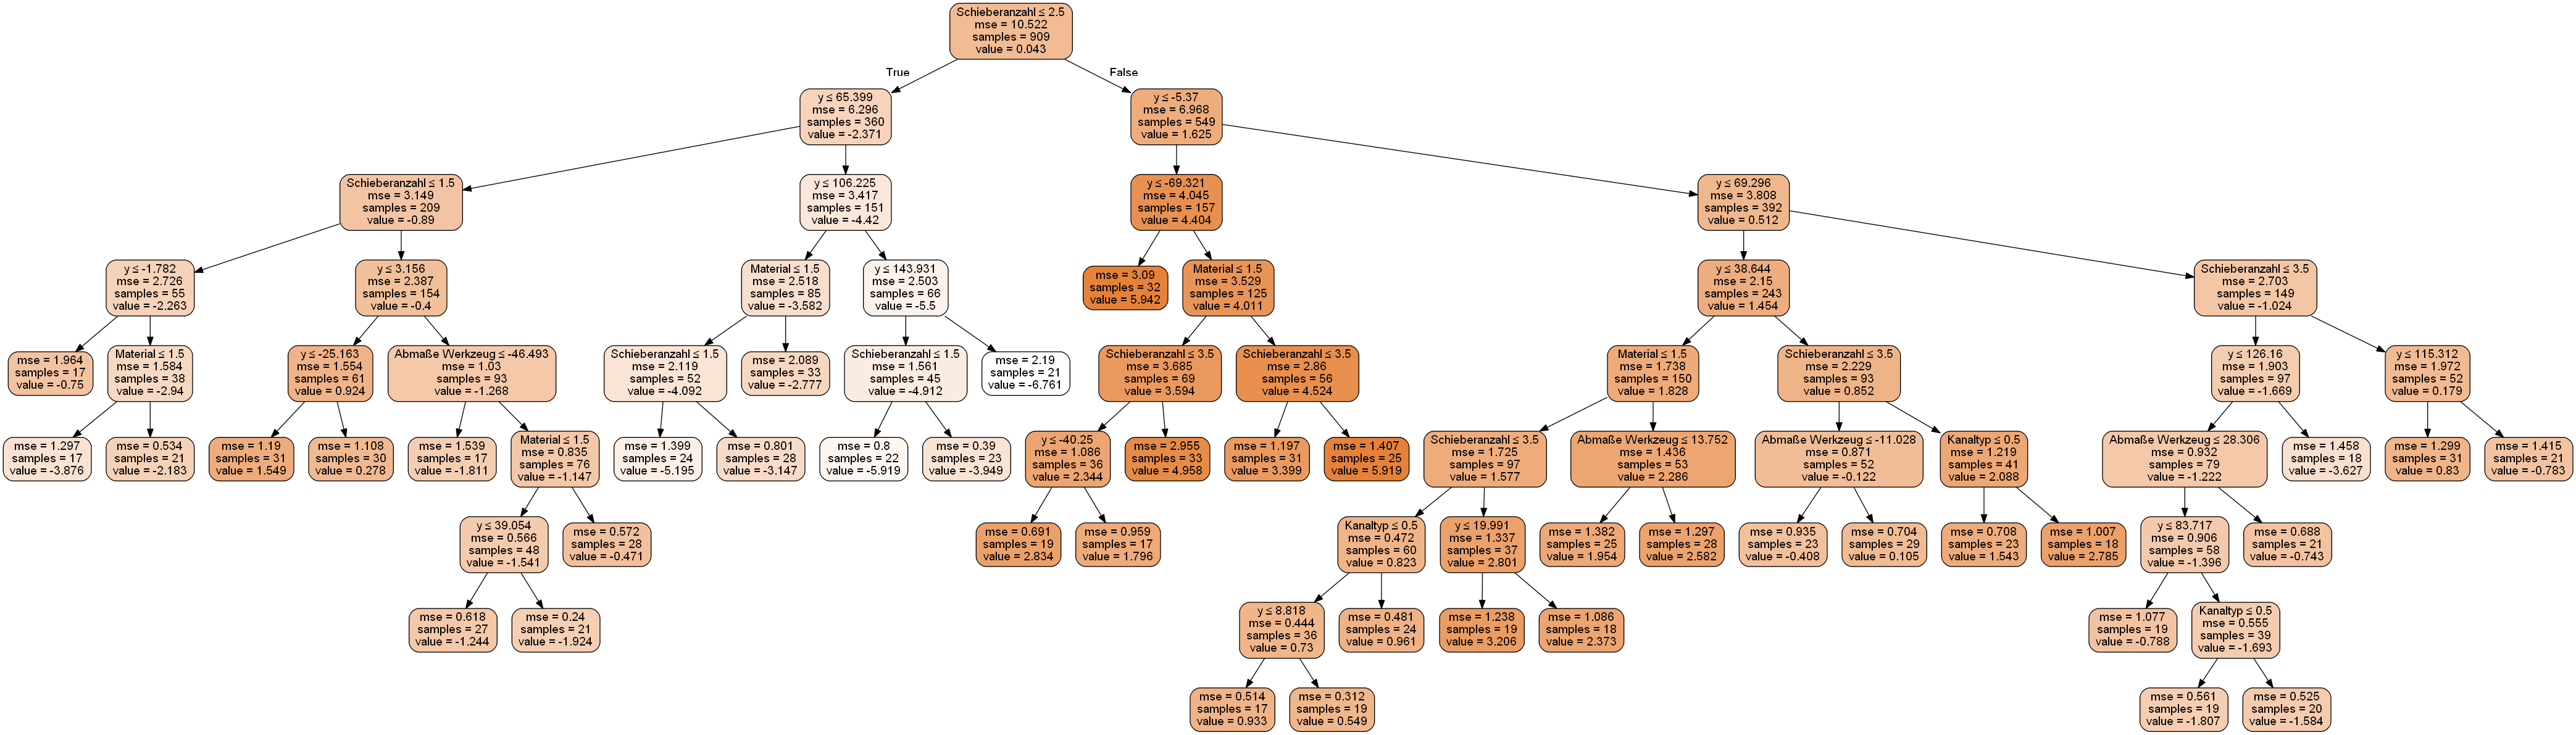 Schieberanzahl ≤ 2.5
mse = 10.522
samples = 909
value = 0.043
True
False
y ≤ 65.399
mse = 6.296
samples = 360
value = -2.371
y ≤ -5.37
mse = 6.968
samples = 549
value = 1.625
Schieberanzahl ≤ 1.5
mse = 3.149
samples = 209
value = -0.89
y ≤ 106.225
mse = 3.417
samples = 151
value = -4.42
y ≤ -69.321
mse = 4.045
samples = 157
value = 4.404
y ≤ 69.296
mse = 3.808
samples = 392
value = 0.512
y ≤ -1.782
mse = 2.726
samples = 55
value = -2.263
y ≤ 3.156
mse = 2.387
samples = 154
value = -0.4
Material ≤ 1.5
mse = 2.518
samples = 85
value = -3.582
y ≤ 143.931
mse = 2.503
samples = 66
value = -5.5
mse = 3.09
samples = 32
value = 5.942
Material ≤ 1.5
mse = 3.529
samples = 125
value = 4.011
y ≤ 38.644
mse = 2.15
samples = 243
value = 1.454
Schieberanzahl ≤ 3.5
mse = 2.703
samples = 149
value = -1.024
mse = 1.964
samples = 17
value = -0.75
Material ≤ 1.5
mse = 1.584
samples = 38
value = -2.94
y ≤ -25.163
mse = 1.554
samples = 61
value = 0.924
Abmaße Werkzeug ≤ -46.493
mse = 1.03
samples = 93
value = -1.268
Schieberanzahl ≤ 1.5
mse = 2.119
samples = 52
value = -4.092
mse = 2.089
samples = 33
value = -2.777
Schieberanzahl ≤ 1.5
mse = 1.561
samples = 45
value = -4.912
mse = 2.19
samples = 21
value = -6.761
Schieberanzahl ≤ 3.5
mse = 3.685
samples = 69
value = 3.594
Schieberanzahl ≤ 3.5
mse = 2.86
samples = 56
value = 4.524
Material ≤ 1.5
mse = 1.738
samples = 150
value = 1.828
Schieberanzahl ≤ 3.5
mse = 2.229
samples = 93
value = 0.852
y ≤ 126.16
mse = 1.903
samples = 97
value = -1.669
y ≤ 115.312
mse = 1.972
samples = 52
value = 0.179
mse = 1.297
samples = 17
value = -3.876
mse = 0.534
samples = 21
value = -2.183
mse = 1.19
samples = 31
value = 1.549
mse = 1.108
samples = 30
value = 0.278
mse = 1.539
samples = 17
value = -1.811
Material ≤ 1.5
mse = 0.835
samples = 76
value = -1.147
mse = 1.399
samples = 24
value = -5.195
mse = 0.801
samples = 28
value = -3.147
mse = 0.8
samples = 22
value = -5.919
mse = 0.39
samples = 23
value = -3.949
y ≤ -40.25
mse = 1.086
samples = 36
value = 2.344
mse = 2.955
samples = 33
value = 4.958
mse = 1.197
samples = 31
value = 3.399
mse = 1.407
samples = 25
value = 5.919
Schieberanzahl ≤ 3.5
mse = 1.725
samples = 97
value = 1.577
Abmaße Werkzeug ≤ 13.752
mse = 1.436
samples = 53
value = 2.286
Abmaße Werkzeug ≤ -11.028
mse = 0.871
samples = 52
value = -0.122
Kanaltyp ≤ 0.5
mse = 1.219
samples = 41
value = 2.088
Abmaße Werkzeug ≤ 28.306
mse = 0.932
samples = 79
value = -1.222
mse = 1.458
samples = 18
value = -3.627
mse = 1.299
samples = 31
value = 0.83
mse = 1.415
samples = 21
value = -0.783
y ≤ 39.054
mse = 0.566
samples = 48
value = -1.541
mse = 0.572
samples = 28
value = -0.471
mse = 0.691
samples = 19
value = 2.834
mse = 0.959
samples = 17
value = 1.796
Kanaltyp ≤ 0.5
mse = 0.472
samples = 60
value = 0.823
y ≤ 19.991
mse = 1.337
samples = 37
value = 2.801
mse = 1.382
samples = 25
value = 1.954
mse = 1.297
samples = 28
value = 2.582
mse = 0.935
samples = 23
value = -0.408
mse = 0.704
samples = 29
value = 0.105
mse = 0.708
samples = 23
value = 1.543
mse = 1.007
samples = 18
value = 2.785
y ≤ 83.717
mse = 0.906
samples = 58
value = -1.396
mse = 0.688
samples = 21
value = -0.743
mse = 0.618
samples = 27
value = -1.244
mse = 0.24
samples = 21
value = -1.924
y ≤ 8.818
mse = 0.444
samples = 36
value = 0.73
mse = 0.481
samples = 24
value = 0.961
mse = 1.238
samples = 19
value = 3.206
mse = 1.086
samples = 18
value = 2.373
mse = 1.077
samples = 19
value = -0.788
Kanaltyp ≤ 0.5
mse = 0.555
samples = 39
value = -1.693
mse = 0.514
samples = 17
value = 0.933
mse = 0.312
samples = 19
value = 0.549
mse = 0.561
samples = 19
value = -1.807
mse = 0.525
samples = 20
value = -1.584